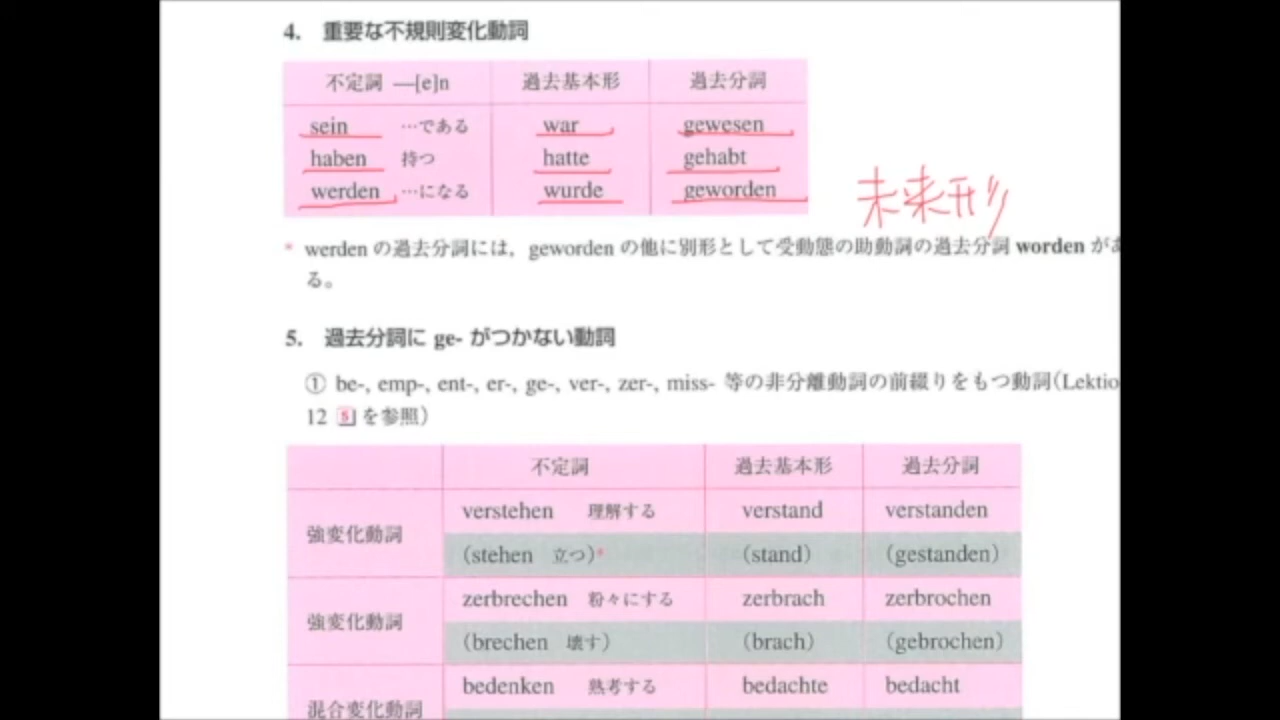 4. 重要な不規則変化動詞
不定詞 —[e]n 過去基本形 過去分詞
sein …である war gewesen
haben 持つ hatte gehabt
werden …になる wurde geworden
未来形
* werden の過去分詞には，geworden の他に別形として受動態の助動詞の過去分詞 worden があ
る。
5. 過去分詞に ge- がつかない動詞
① be-, emp-, ent-, er-, ge-, ver-, zer-, miss- 等の非分離動詞の前綴りをもつ動詞（Lektio
12 5 を参照）
不定詞 過去基本形 過去分詞
強変化動詞 verstehen 理解する verstand verstanden
（stehen 立つ）* （stand） （gestanden）
強変化動詞 zerbrechen 粉々にする zerbrach zerbrochen
（brechen 壊す） （brach） （gebrochen）
混合変化動詞 bedenken 熟考する bedachte bedacht